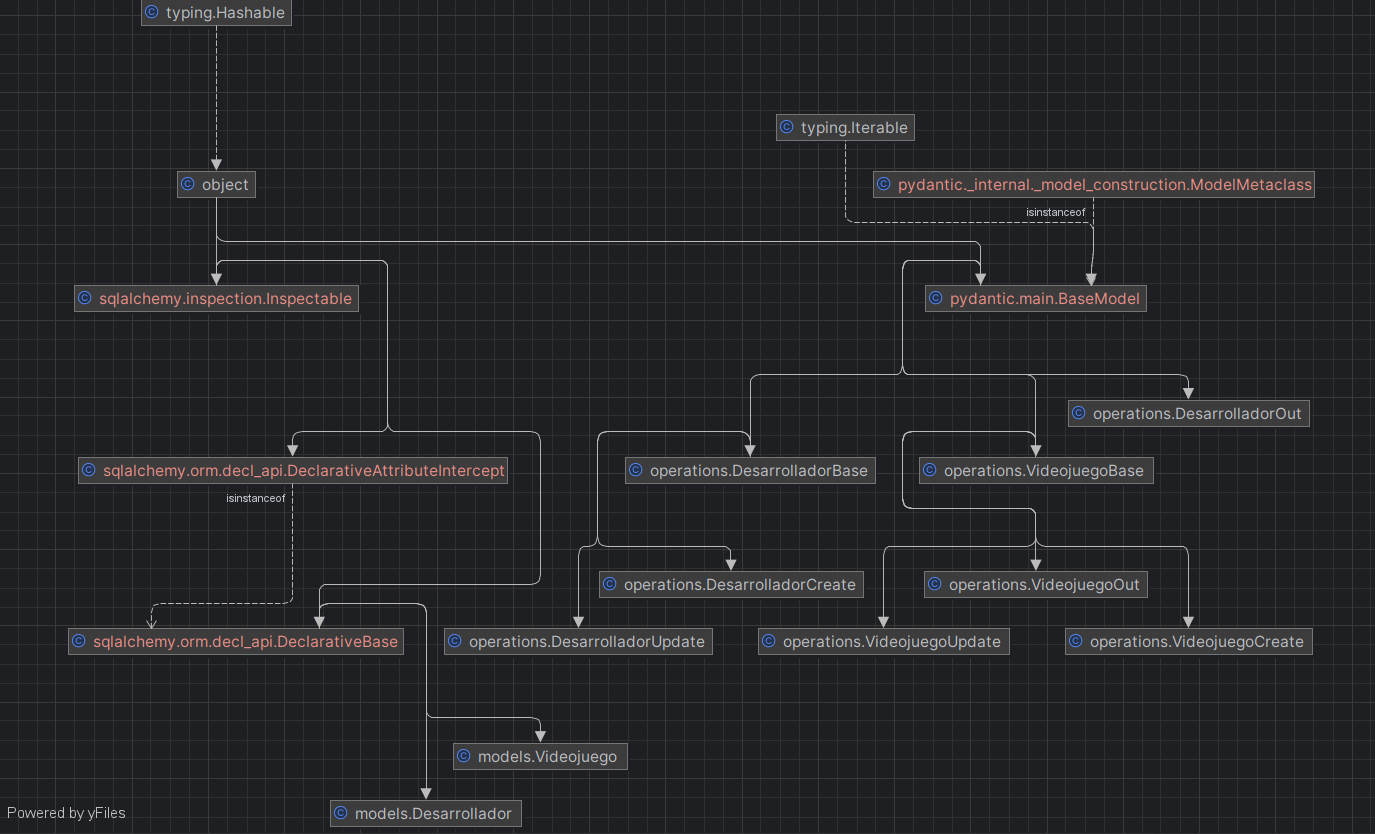 typing.Hashable
typing.Iterable
object
pydantic._internal._model_construction.ModelMetaclass
isinstanceof
sqlalchemy.inspection.Inspectable
pydantic.main.BaseModel
operations.DesarrolladorOut
sqlalchemy.orm.decl_api.DeclarativeAttributeIntercept
operations.DesarrolladorBase
operations.VideojuegoBase
isinstanceof
operations.DesarrolladorCreate
operations.VideojuegoOut
sqlalchemy.orm.decl_api.DeclarativeBase
operations.DesarrolladorUpdate
operations.VideojuegoUpdate
operations.VideojuegoCreate
models.Videojuego
models.Desarrollador
Powered by yFiles